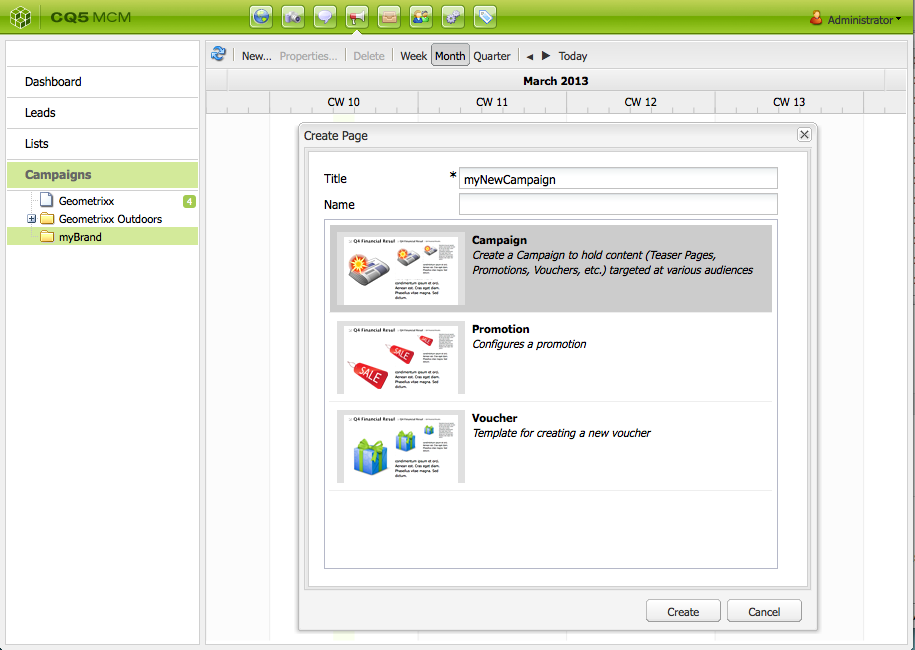 CQ5 MCM
Administrator
Dashboard
Leads
Lists
Campaigns
Geometrixx 4
Geometrixx Outdoors
myBrand
New... Properties... Delete Week Month Quarter Today
March 2013
CW 10 CW 11 CW 12 CW 13
Create Page
Title * myNewCampaign
Name
Q4 Financial Resul
condimentum ipsum et orci.
Aenean est. Cras eget diam.
Phasellus vitae magna. Sed
dictum.
Campaign
Create a Campaign to hold content (Teaser Pages,
Promotions, Vouchers, etc.) targeted at various audiences
Q4 Financial Resul
SALE
SALE
SALE
condimentum ipsum et orci.
Aenean est. Cras eget diam.
Phasellus vitae magna. Sed
dictum.
Promotion
Configures a promotion
Q4 Financial Resul
condimentum ipsum et orci.
Aenean est. Cras eget diam.
Phasellus vitae magna. Sed
dictum.
Voucher
Template for creating a new voucher
Create Cancel